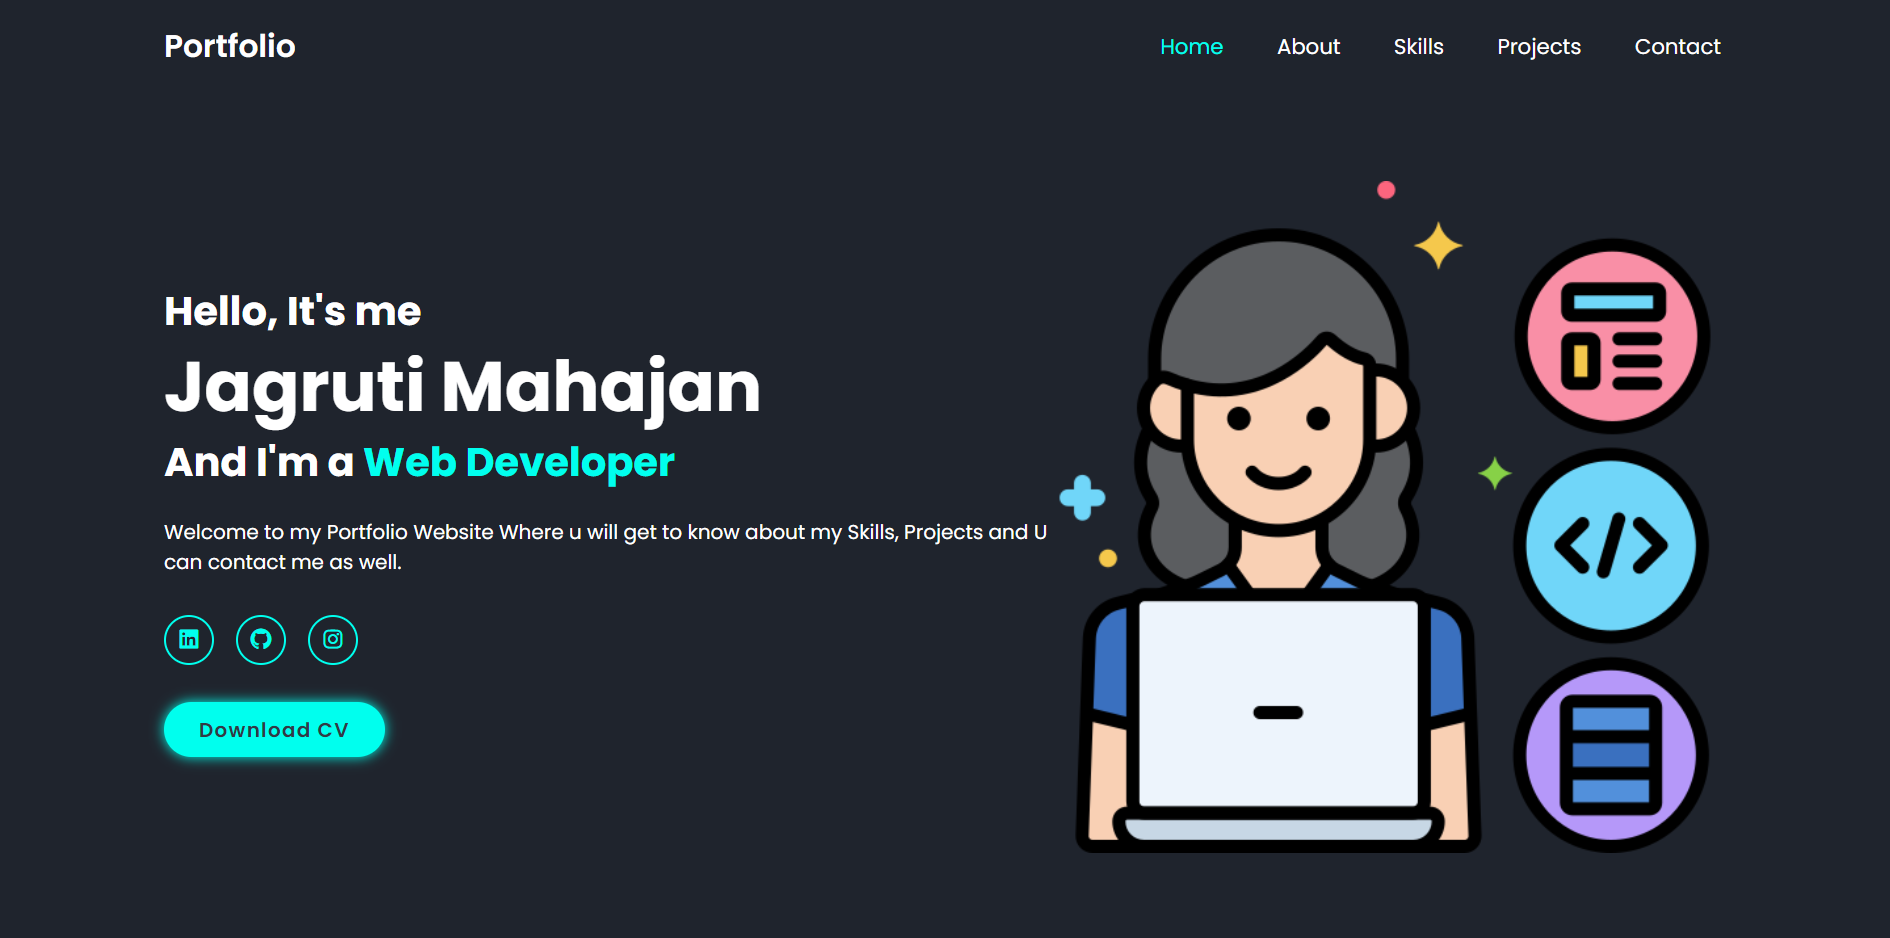 Portfolio
Home
About
Skills
Projects
Contact
Hello, It's me
Jagruti Mahajan
And I'm a Web Developer
Welcome to my Portfolio Website Where u will get to know about my Skills, Projects and U
can contact me as well.
in
Download CV